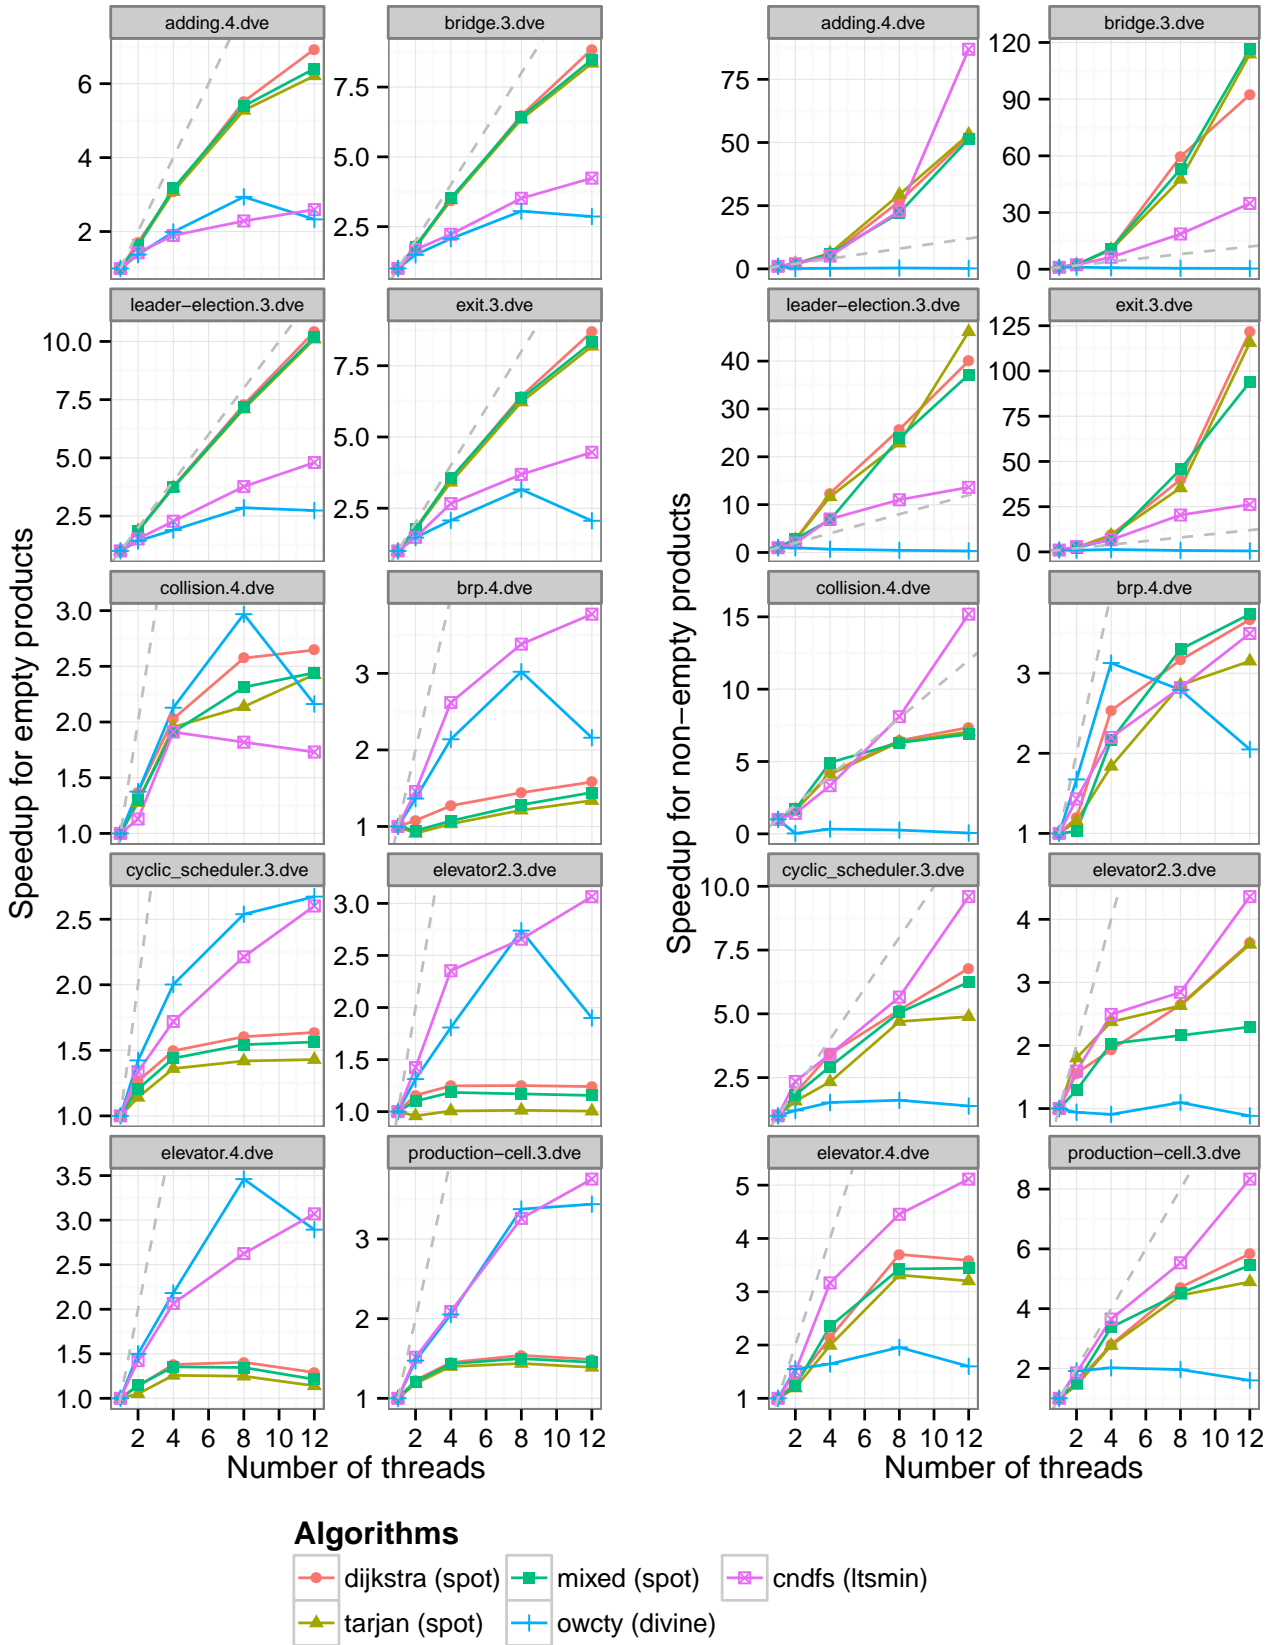 adding.4.dve
bridge.3.dve
6
4
2
7.5
5.0
2.5
leader−election.3.dve
exit.3.dve
10.0
7.5
5.0
2.5
7.5
5.0
2.5
collision.4.dve
brp.4.dve
3.0
2.5
2.0
1.5
1.0
3
2
1
cyclic_scheduler.3.dve
elevator2.3.dve
2.5
2.0
1.5
1.0
3.0
2.5
2.0
1.5
1.0
elevator.4.dve
production−cell.3.dve
3.5
3.0
2.5
2.0
1.5
1.0
3
2
1
2 4 6 8 10 12
2 4 6 8 10 12
Number of threads
Speedup for empty products
adding.4.dve
bridge.3.dve
75
50
25
0
120
90
60
30
0
leader−election.3.dve
exit.3.dve
40
30
20
10
0
125
100
75
50
25
0
collision.4.dve
brp.4.dve
15
10
5
0
3
2
1
cyclic_scheduler.3.dve
elevator2.3.dve
10.0
7.5
5.0
2.5
4
3
2
1
elevator.4.dve
production−cell.3.dve
5
4
3
2
1
8
6
4
2
2 4 6 8 10 12
2 4 6 8 10 12
Number of threads
Speedup for non−empty products
Algorithms
dijkstra (spot)
mixed (spot)
cndfs (ltsmin)
tarjan (spot)
owcty (divine)